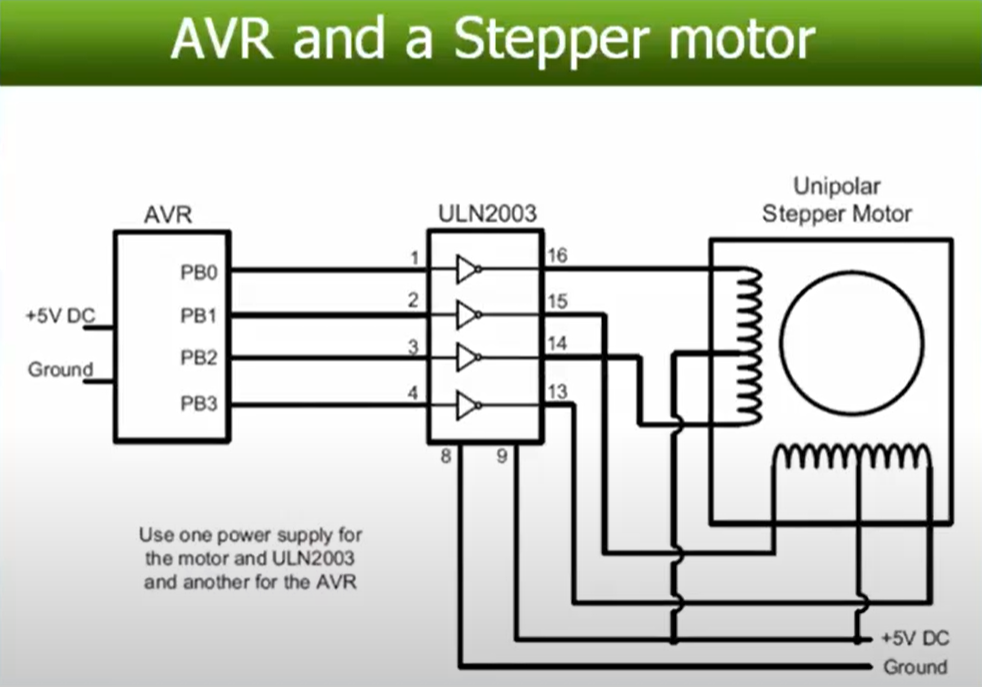 AVR and a Stepper motor
Unipolar
Stepper Motor
AVR
ULN2003
PB0
1
16
PB1
2
15
+5V DC
PB2
3
14
Ground
PB3
4
13
8
9
Use one power supply for
the motor and ULN2003
and another for the AVR
+5V DC
Ground